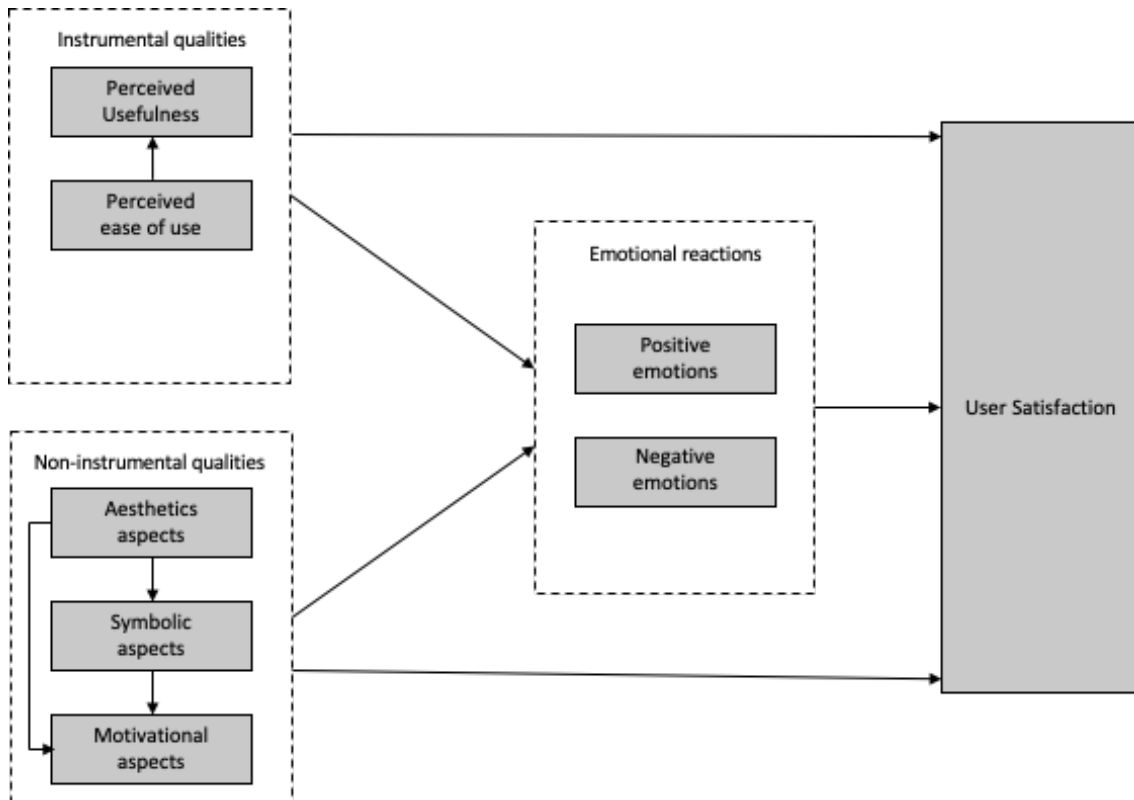 Instrumental qualities
Perceived
Usefulness
Perceived
ease of use
Emotional reactions
Positive
emotions
Negative
emotions
User Satisfaction
Non-instrumental qualities
Aesthetics
aspects
Symbolic
aspects
Motivational
aspects